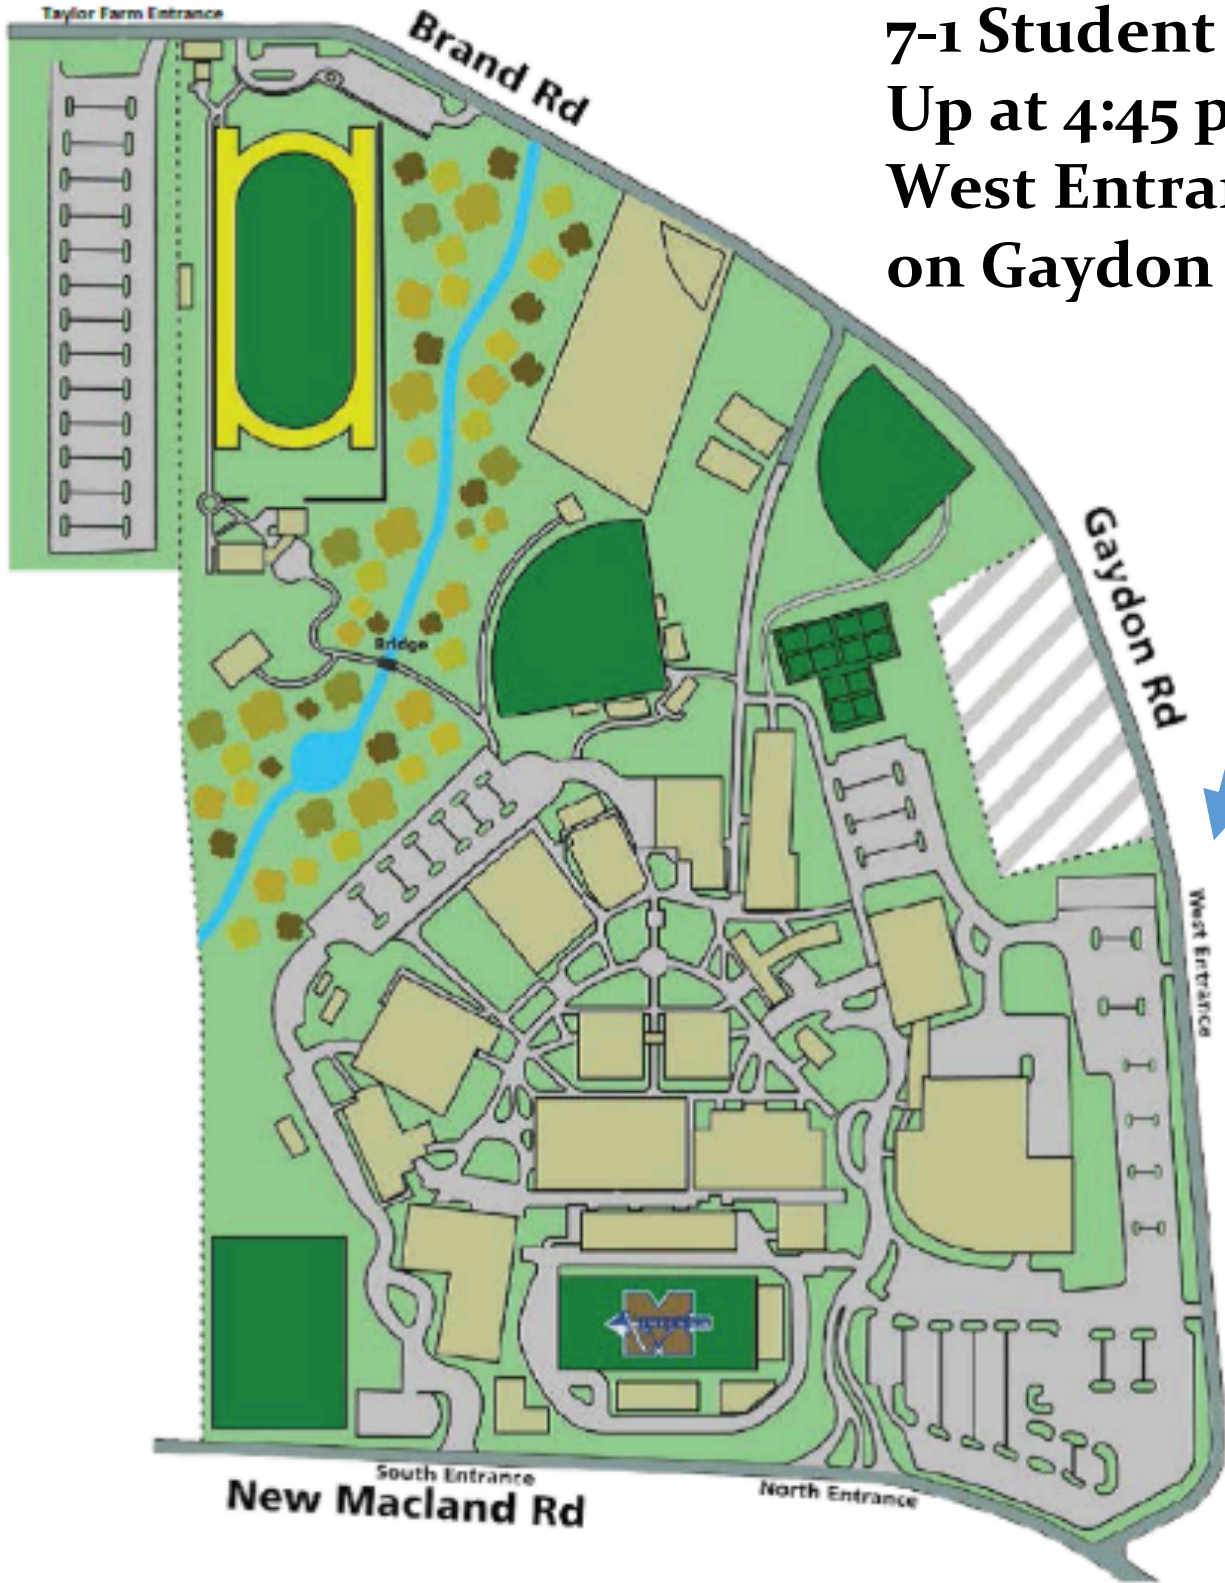 Taylor Farm Entrance
Brand Rd
7-1 Student
Up at 4:45 p
West Entran
on Gaydon
Gaydon Rd
Bridge
West Entrance
M
South Entrance
New Macland Rd
North Entrance